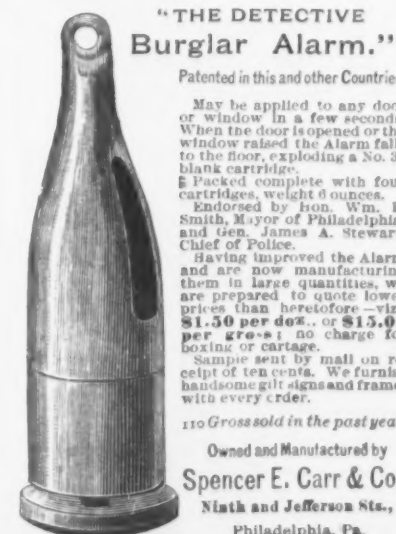 "THE DETECTIVE
Burglar Alarm."
Patented in this and other Countrie
May be applied to any doo
or window in a few second
When the door is opened or th
window raised the Alarm fall
to the floor, exploding a No. 3
blank cartridge.
Packed complete with fou
cartridges, weight 6 ounces.
Endorsed by Hon. Wm.
Smith, Mayor of Philadelphi
and Gen. James A. Stewar
Chief of Police.
Having improved the Alar
and are now manufacturin
them in large quantities, w
are prepared to quote lowe
prices than heretofore—viz
$1.50 per doz., or $15.0
per gross; no charge fo
boxing or cartage.
Sample sent by mail on r
ceipt of ten cents. We furnis
handsome gilt signs and frame
with every order.
110 Gross sold in the past yea
Owned and Manufactured by
Spencer E. Carr & Co
Ninth and Jefferson Sts.,
Philadelphia, Pa.